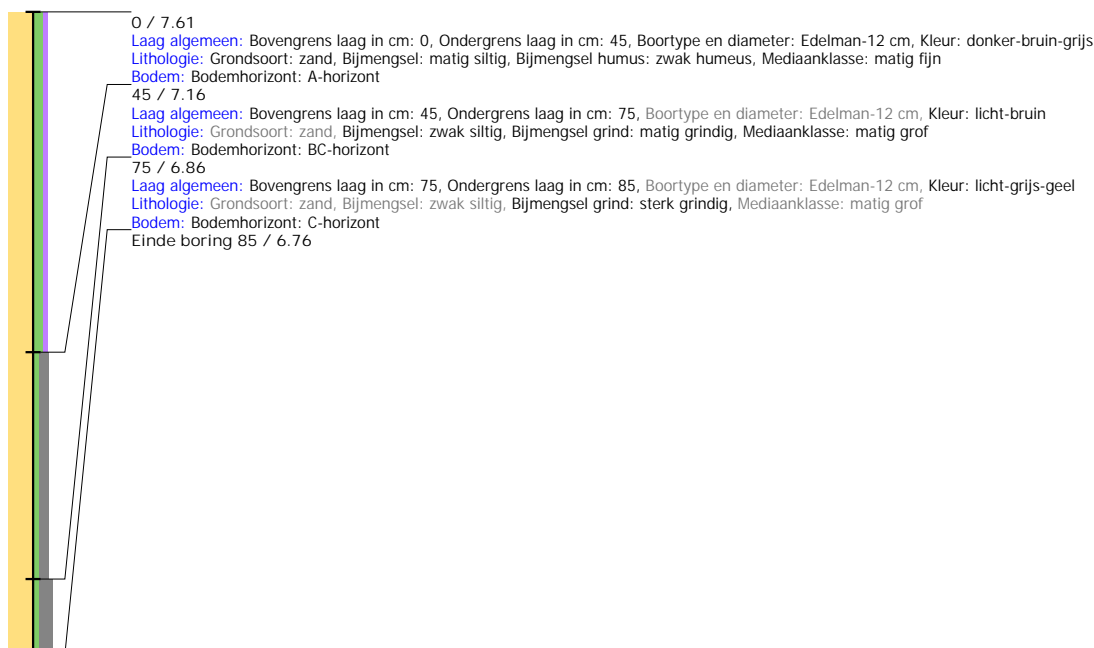 0 / 7.61
Laag algemeen: Bovengrens laag in cm: 0, Ondergrens laag in cm: 45, Boortype en diameter: Edelman-12 cm, Kleur: donker-bruin-grijs
Lithologie: Grondsoort: zand, Bijmengsel: matig siltig, Bijmengsel humus: zwak humeus, Mediaanklasse: matig fijn
Bodem: Bodemhorizont: A-horizont
45 / 7.16
Laag algemeen: Bovengrens laag in cm: 45, Ondergrens laag in cm: 75, Boortype en diameter: Edelman-12 cm, Kleur: licht-bruin
Lithologie: Grondsoort: zand, Bijmengsel: zwak siltig, Bijmengsel grind: matig grindig, Mediaanklasse: matig grof
Bodem: Bodemhorizont: BC-horizont
75 / 6.86
Laag algemeen: Bovengrens laag in cm: 75, Ondergrens laag in cm: 85, Boortype en diameter: Edelman-12 cm, Kleur: licht-grijs-geel
Lithologie: Grondsoort: zand, Bijmengsel: zwak siltig, Bijmengsel grind: sterk grindig, Mediaanklasse: matig grof
Bodem: Bodemhorizont: C-horizont
Einde boring 85 / 6.76